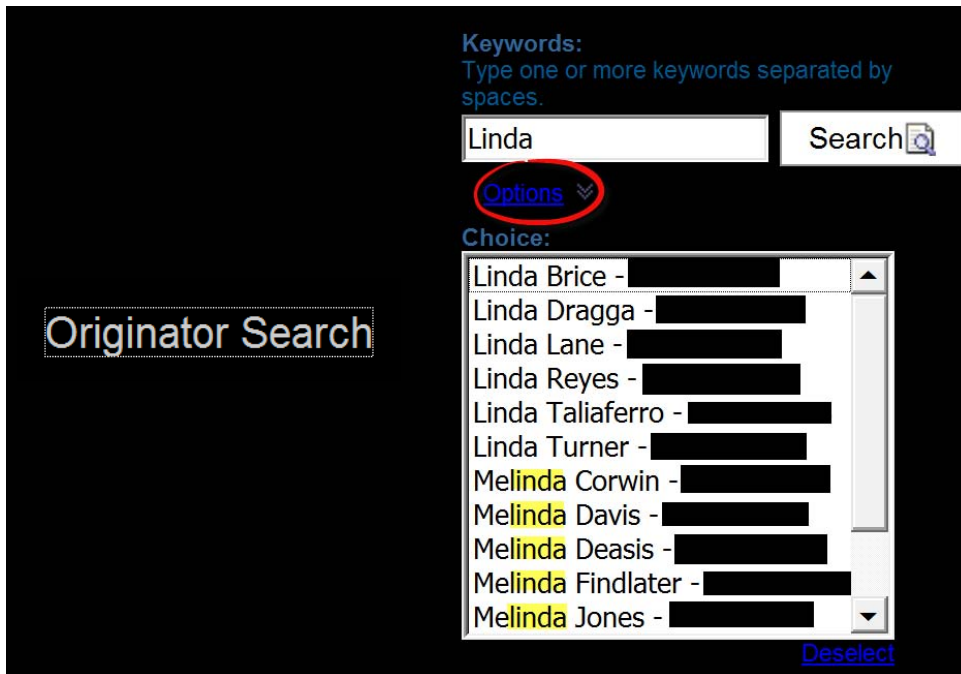 Keywords:
Type one or more keywords separated by
spaces.
Linda
Search
Options
Choice:
Originator Search
Linda Brice -
Linda Dragga -
Linda Lane -
Linda Reyes -
Linda Taliaferro -
Linda Turner -
Melinda Corwin -
Melinda Davis -
Melinda Deasis -
Melinda Findlater -
Melinda Jones -
Deselect